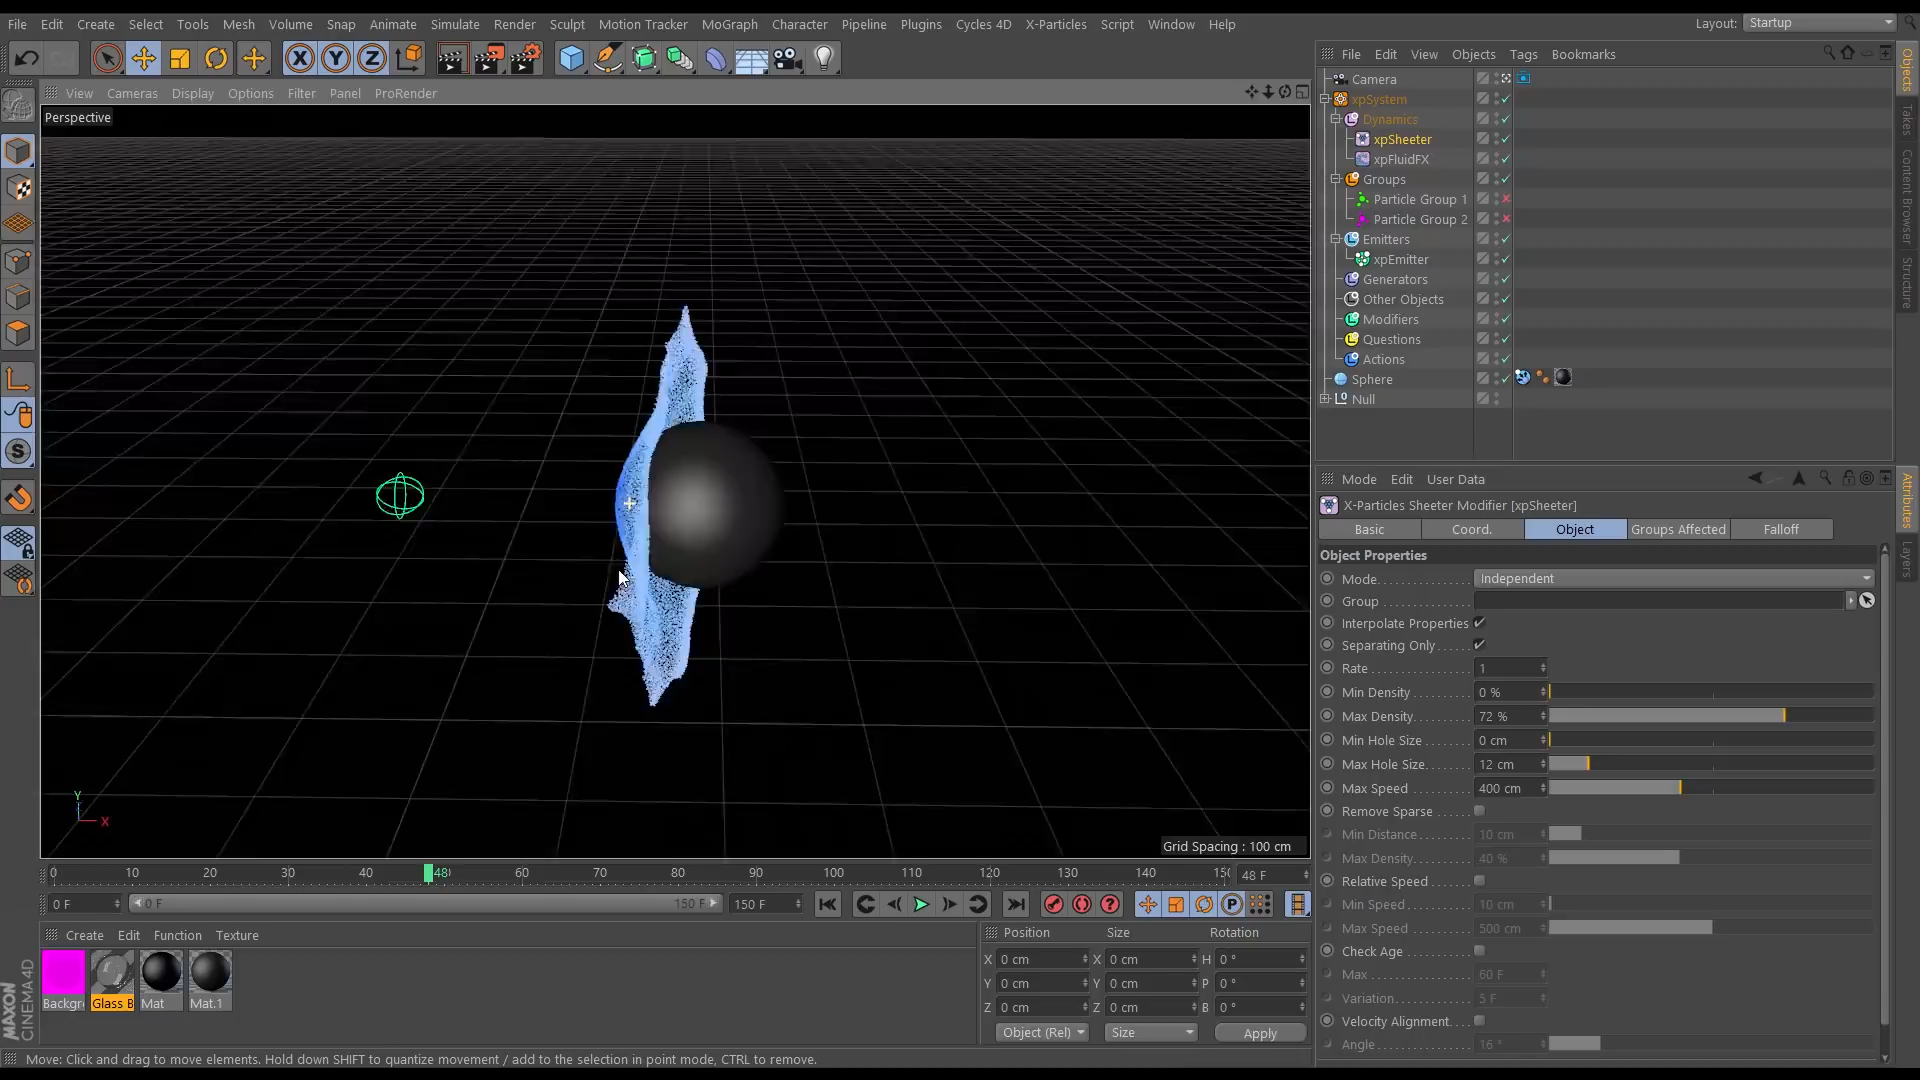 File Edit Create Select Tools Mesh Volume Snap Animate Simulate Render Sculpt Motion Tracker MoGraph Character Pipeline Plugins Cycles 4D X-Particles Script Window Help
Layout: Startup
File Edit View Objects Tags Bookmarks
View Cameras Display Options Filter Panel ProRender
Perspective
Camera
xpSystem
Dynamics
xpSheeter
xpFluidFX
Groups
Particle Group 1
Particle Group 2
Emitters
xpEmitter
Generators
Other Objects
Modifiers
Questions
Actions
Sphere
Null
Objects
Takes
Content Browser
Structure
Mode Edit User Data
X-Particles Sheeter Modifier [xpSheeter]
Basic Coord. Object Groups Affected Falloff
Object Properties
Mode Independent
Group
Interpolate Properties
Separating Only
Rate 1
Min Density 0 %
Max Density 72 %
Min Hole Size 0 cm
Max Hole Size 12 cm
Max Speed 400 cm
Remove Sparse
Min Distance 10 cm
Max Density 40 %
Relative Speed
Min Speed 10 cm
Max Speed 500 cm
Check Age
Max 60 F
Variation 5 F
Velocity Alignment
Angle 16 °
Attributes
Layers
Y
X
Grid Spacing : 100 cm
0 10 20 30 40 48 60 70 80 90 100 110 120 130 140 48 F
0 F 0 F 150 F 150 F P
Create Edit Function Texture
Backgr Glass B Mat Mat.1
Position Size Rotation
X 0 cm X 0 cm H 0 °
Y 0 cm Y 0 cm P 0 °
Z 0 cm Z 0 cm B 0 °
Object (Rel) Size Apply
MAXON
CINEMA 4D
Move: Click and drag to move elements. Hold down SHIFT to quantize movement / add to the selection in point mode, CTRL to remove.